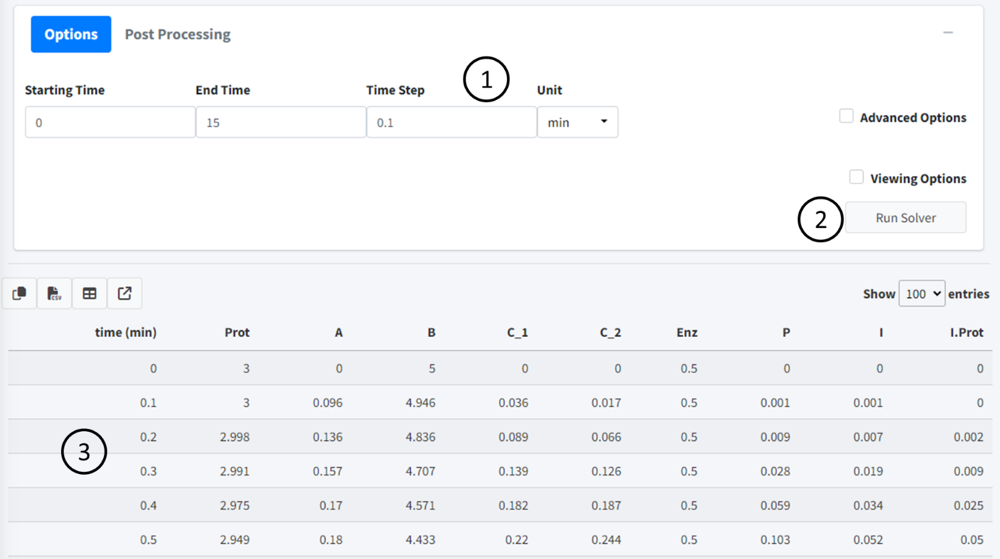 Options Post Processing
1
Starting Time End Time Time Step Unit
0 15 0.1 min
Advanced Options
Viewing Options
2 Run Solver
CSV
Show 100 entries
time (min) Prot A B C_1 C_2 Enz P I I.Prot
0 3 0 5 0 0 0.5 0 0 0
0.1 3 0.096 4.946 0.036 0.017 0.5 0.001 0.001 0
0.2 2.998 0.136 4.836 0.089 0.066 0.5 0.009 0.007 0.002
3
0.3 2.991 0.157 4.707 0.139 0.126 0.5 0.028 0.019 0.009
0.4 2.975 0.17 4.571 0.182 0.187 0.5 0.059 0.034 0.025
0.5 2.949 0.18 4.433 0.22 0.244 0.5 0.103 0.052 0.05